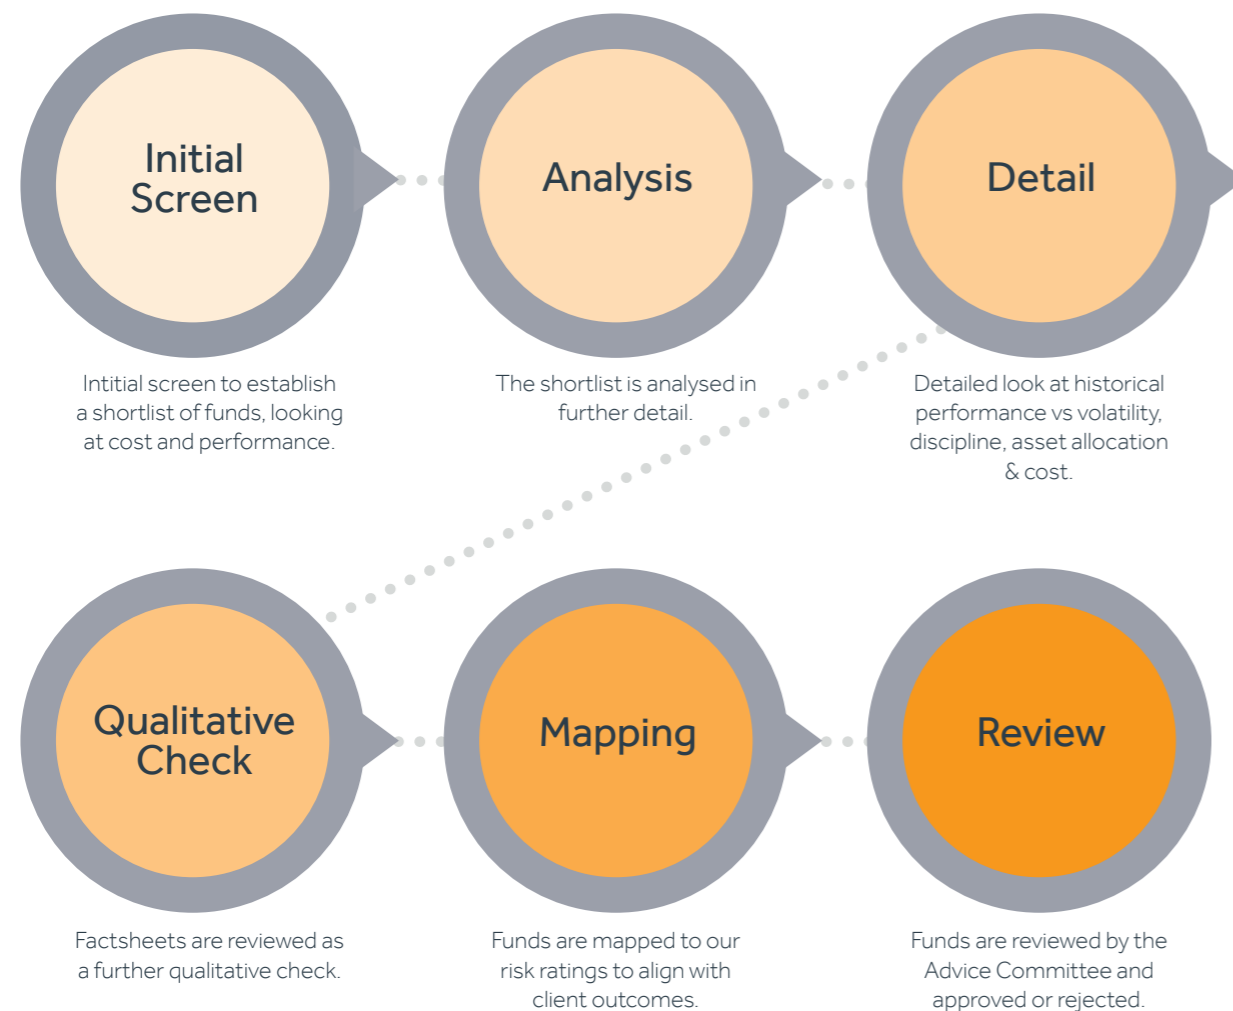 Initial
Screen
Intitial screen to establish
a shortlist of funds, looking
at cost and performance.
Analysis
The shortlist is analysed in
further detail.
Detail
Detailed look at historical
performance vs volatility,
discipline, asset allocation
& cost.
Qualitative
Check
Factsheets are reviewed as
a further qualitative check.
Mapping
Funds are mapped to our
risk ratings to align with
client outcomes.
Review
Funds are reviewed by the
Advice Committee and
approved or rejected.